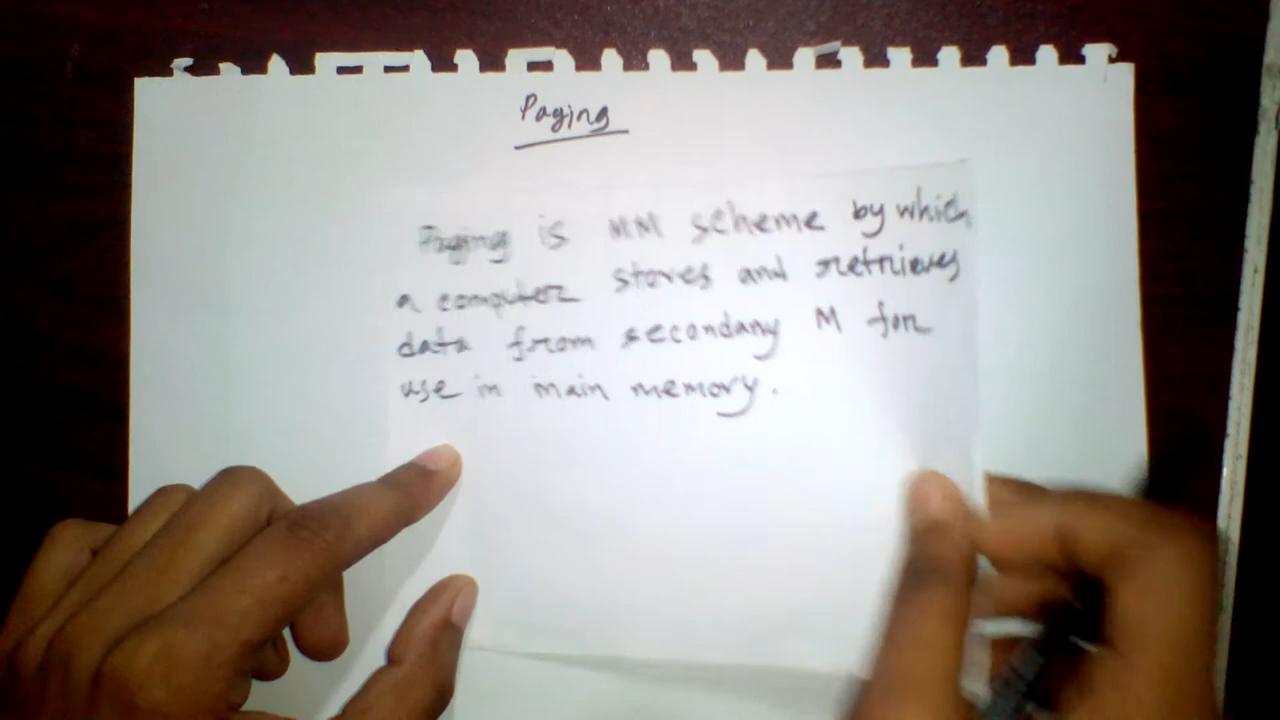 Paging
Paging is MM scheme by which
a computer stores and retrieves
data from secondary M for
use in main memory.